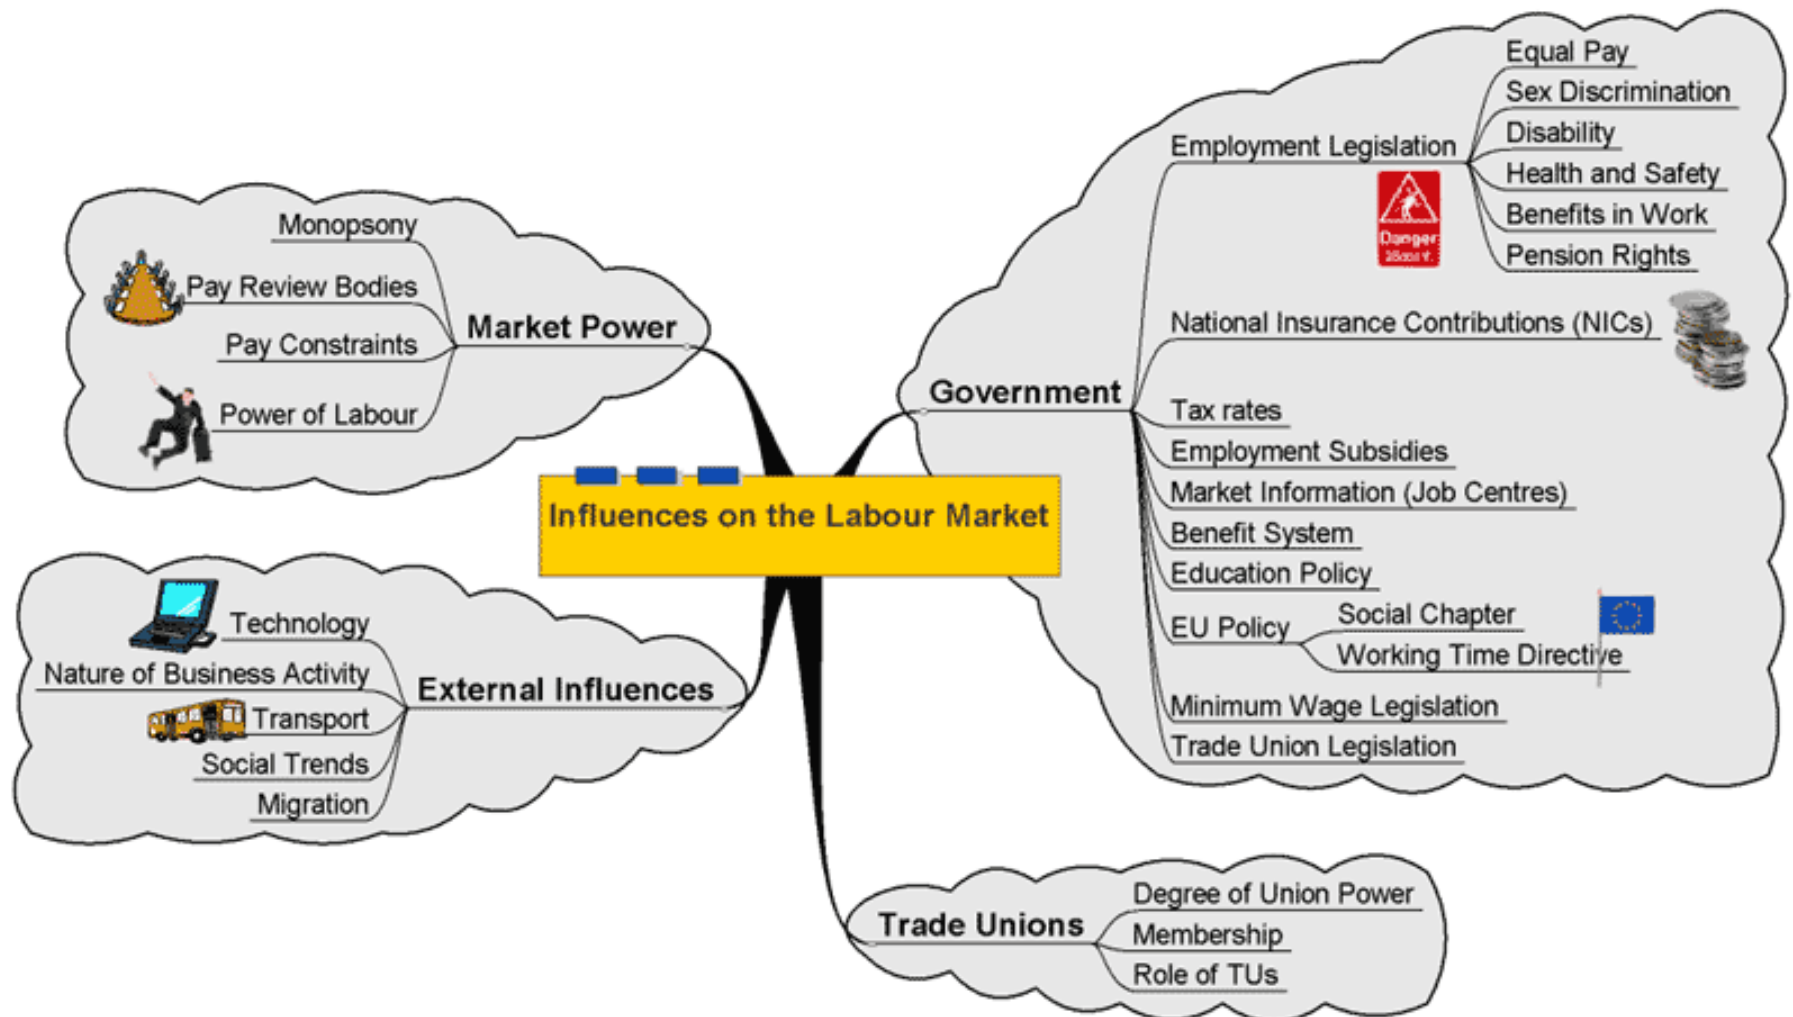 Influences on the Labour Market
Market Power
Monopsony
Pay Review Bodies
Pay Constraints
Power of Labour
External Influences
Technology
Nature of Business Activity
Transport
Social Trends
Migration
Government
Employment Legislation
Equal Pay
Sex Discrimination
Disability
Health and Safety
Benefits in Work
Pension Rights
Danger
National Insurance Contributions (NICs)
Tax rates
Employment Subsidies
Market Information (Job Centres)
Benefit System
Education Policy
EU Policy
Social Chapter
Working Time Directive
Minimum Wage Legislation
Trade Union Legislation
Trade Unions
Degree of Union Power
Membership
Role of TUs